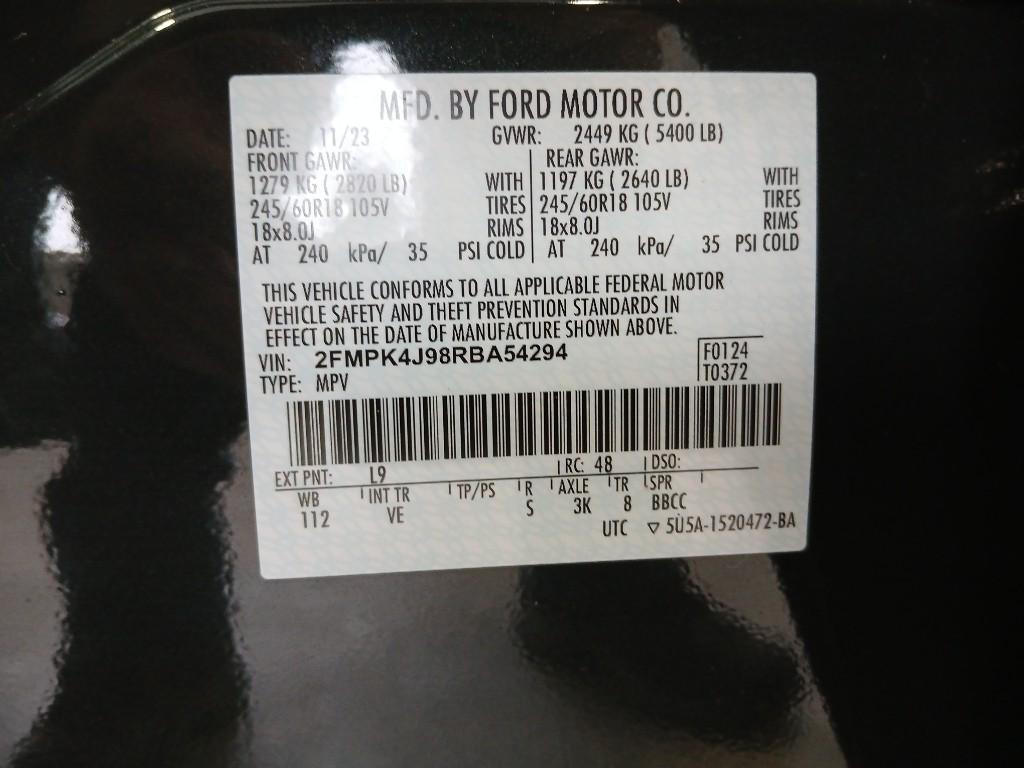 MFD. BY FORD MOTOR CO.
DATE: 11/23 GVWR: 2449 KG ( 5400 LB)
FRONT GAWR: REAR GAWR:
1279 KG ( 2820 LB) WITH 1197 KG ( 2640 LB) WITH
245/60R18 105V TIRES 245/60R18 105V TIRES
18x8.0J RIMS 18x8.0J RIMS
AT 240 kPa/ 35 PSI COLD AT 240 kPa/ 35 PSI COLD
THIS VEHICLE CONFORMS TO ALL APPLICABLE FEDERAL MOTOR
VEHICLE SAFETY AND THEFT PREVENTION STANDARDS IN
EFFECT ON THE DATE OF MANUFACTURE SHOWN ABOVE.
VIN: 2FMPK4J98RBA54294 F0124
TYPE: MPV T0372
EXT PNT: L9 RC: 48 DSO:
WB INT TR TP/PS R AXLE TR SPR
112 VE S 3K 8 BBCC
UTC ▽ 5U5A-1520472-BA